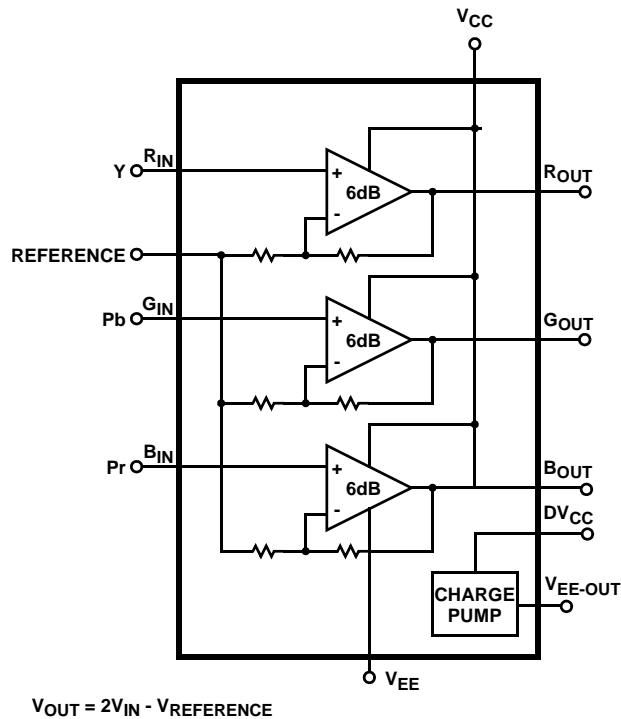 VCC
Y RIN + 6dB - ROUT
REFERENCE
Pb GIN + 6dB - GOUT
Pr BIN + 6dB - BOUT
DVCC
CHARGE PUMP VEE-OUT
VEE
VOUT = 2VIN - VREFERENCE